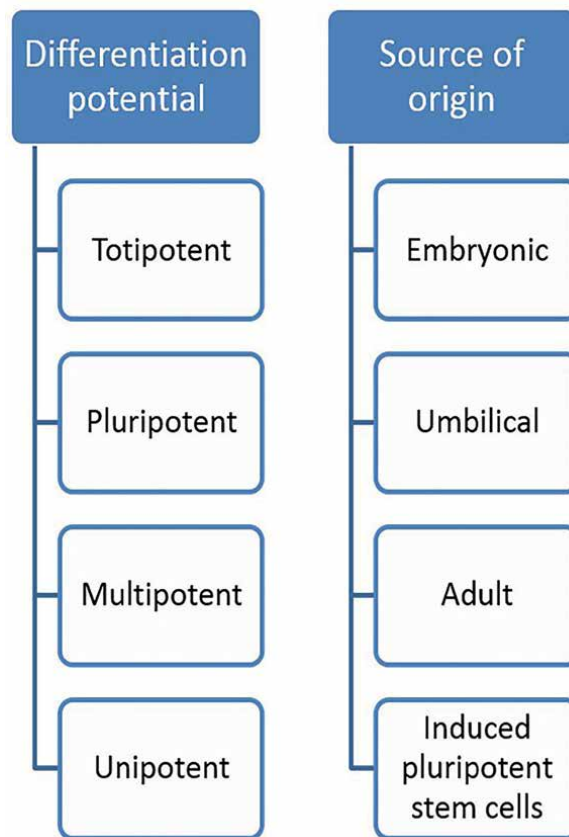 Differentiation
potential
Totipotent
Pluripotent
Multipotent
Unipotent
Source of
origin
Embryonic
Umbilical
Adult
Induced
pluripotent
stem cells